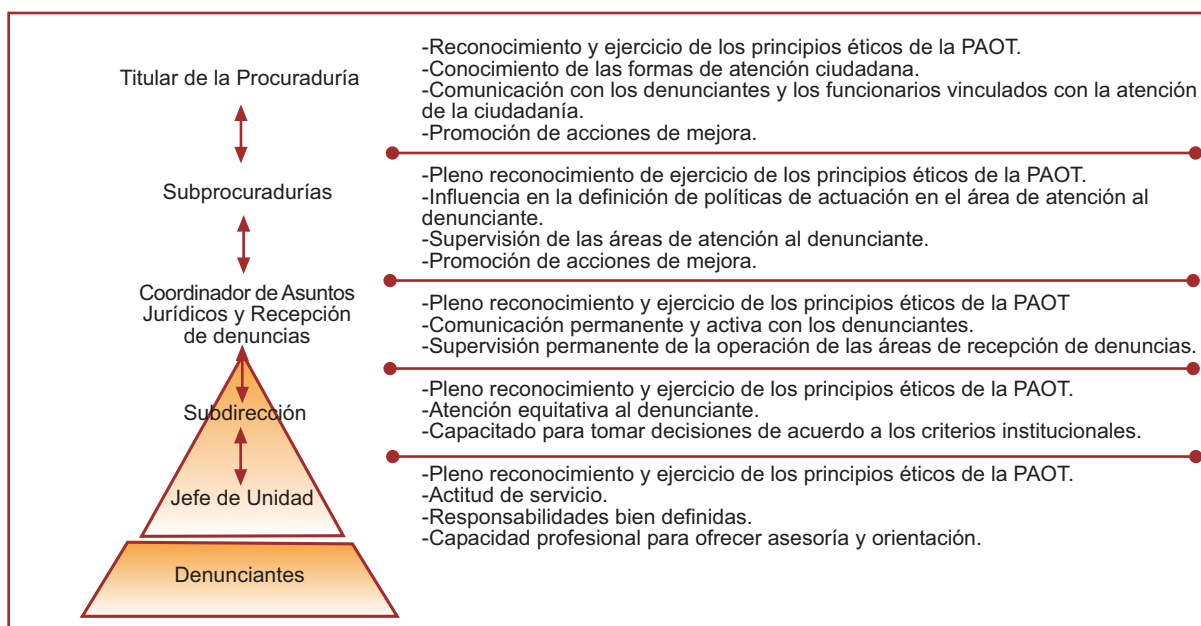 Titular de la Procuraduría
-Reconocimiento y ejercicio de los principios éticos de la PAOT.
-Conocimiento de las formas de atención ciudadana.
-Comunicación con los denunciantes y los funcionarios vinculados con la atención
de la ciudadanía.
-Promoción de acciones de mejora.
Subprocuradurías
-Pleno reconocimiento de ejercicio de los principios éticos de la PAOT.
-Influencia en la definición de políticas de actuación en el área de atención al
denunciante.
-Supervisión de las áreas de atención al denunciante.
-Promoción de acciones de mejora.
Coordinador de Asuntos
Jurídicos y Recepción
de denuncias
-Pleno reconocimiento y ejercicio de los principios éticos de la PAOT
-Comunicación permanente y activa con los denunciantes.
-Supervisión permanente de la operación de las áreas de recepción de denuncias.
Subdirección
-Pleno reconocimiento y ejercicio de los principios éticos de la PAOT.
-Atención equitativa al denunciante.
-Capacitado para tomar decisiones de acuerdo a los criterios institucionales.
Jefe de Unidad
-Pleno reconocimiento y ejercicio de los principios éticos de la PAOT.
-Actitud de servicio.
-Responsabilidades bien definidas.
-Capacidad profesional para ofrecer asesoría y orientación.
Denunciantes